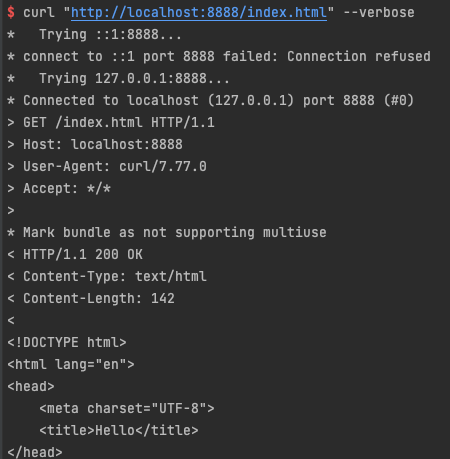 $ curl "http://localhost:8888/index.html" --verbose
*   Trying ::1:8888...
* connect to ::1 port 8888 failed: Connection refused
*   Trying 127.0.0.1:8888...
* Connected to localhost (127.0.0.1) port 8888 (#0)
> GET /index.html HTTP/1.1
> Host: localhost:8888
> User-Agent: curl/7.77.0
> Accept: */*
>
* Mark bundle as not supporting multiuse
< HTTP/1.1 200 OK
< Content-Type: text/html
< Content-Length: 142
<
<!DOCTYPE html>
<html lang="en">
<head>
    <meta charset="UTF-8">
    <title>Hello</title>
</head>